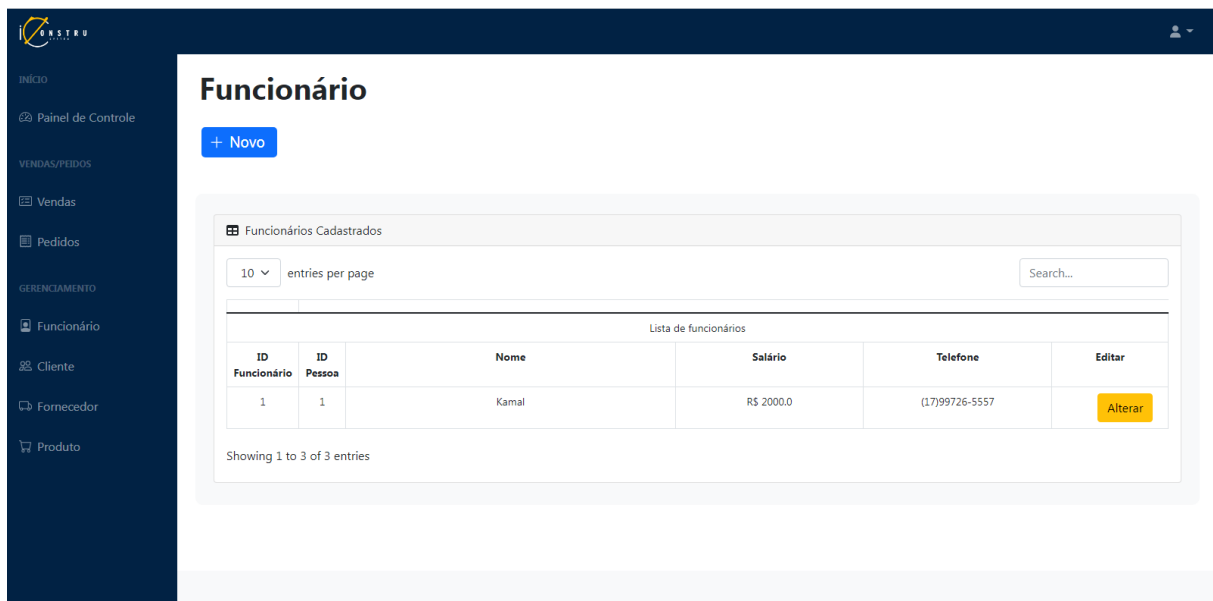 iCONSTRU
INÍCIO
Painel de Controle
VENDAS/PEIDOS
Vendas
Pedidos
GERENCIAMENTO
Funcionário
Cliente
Fornecedor
Produto
Funcionário
+ Novo
Funcionários Cadastrados
10 entries per page
Search...
Lista de funcionários
ID Funcionário ID Pessoa Nome Salário Telefone Editar
1 1 Kamal R$ 2000.0 (17)99726-5557 Alterar
Showing 1 to 3 of 3 entries